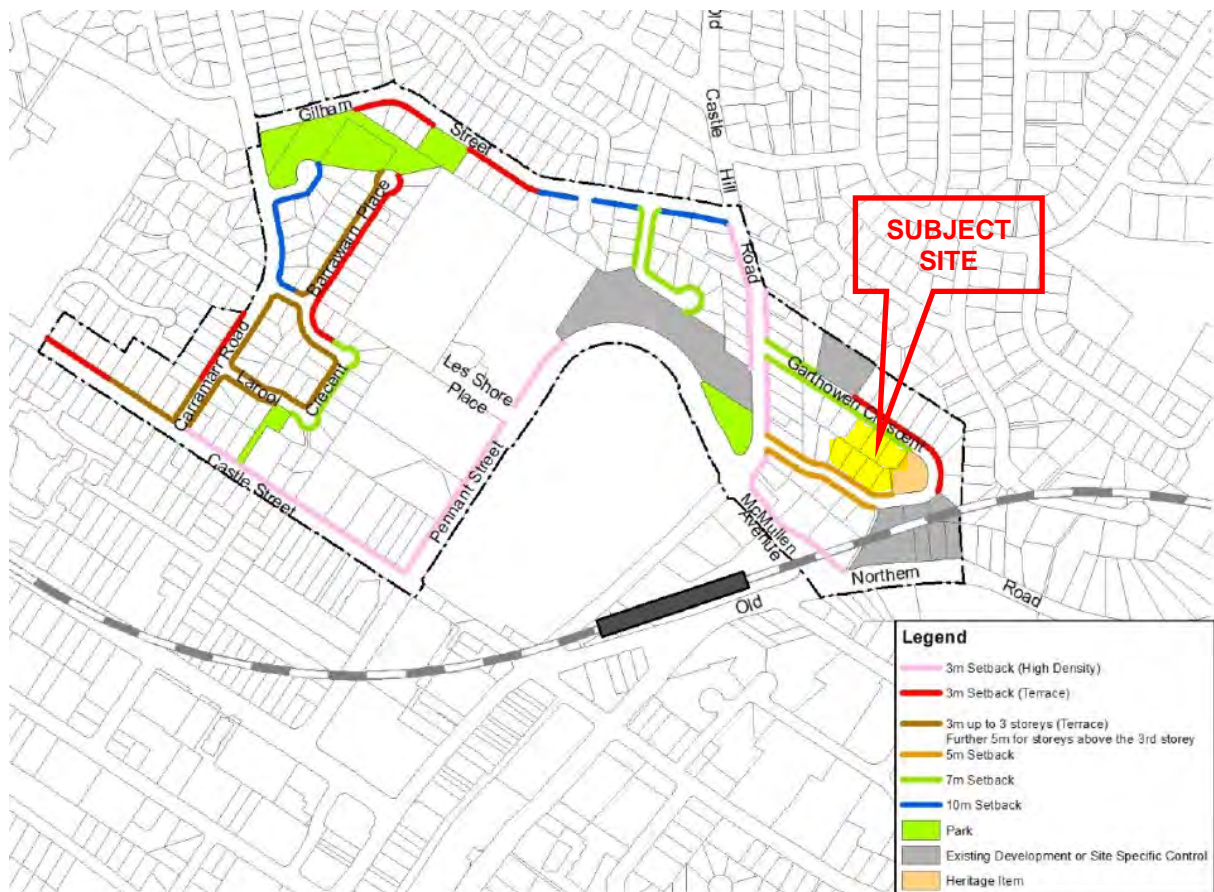 Old
Castle
Hill
Road
Gilham
Street
Barrawarn Place
SUBJECT
SITE
Carramarr Road
Larool
Crecent
Les Shore
Place
Garthowen Crescent
Castle Street
Pennant Street
McMullen
Avenue
Northern
Old
Road
Legend
3m Setback (High Density)
3m Setback (Terrace)
3m up to 3 storeys (Terrace)
Further 5m for storeys above the 3rd storey
5m Setback
7m Setback
10m Setback
Park
Existing Development or Site Specific Control
Heritage Item